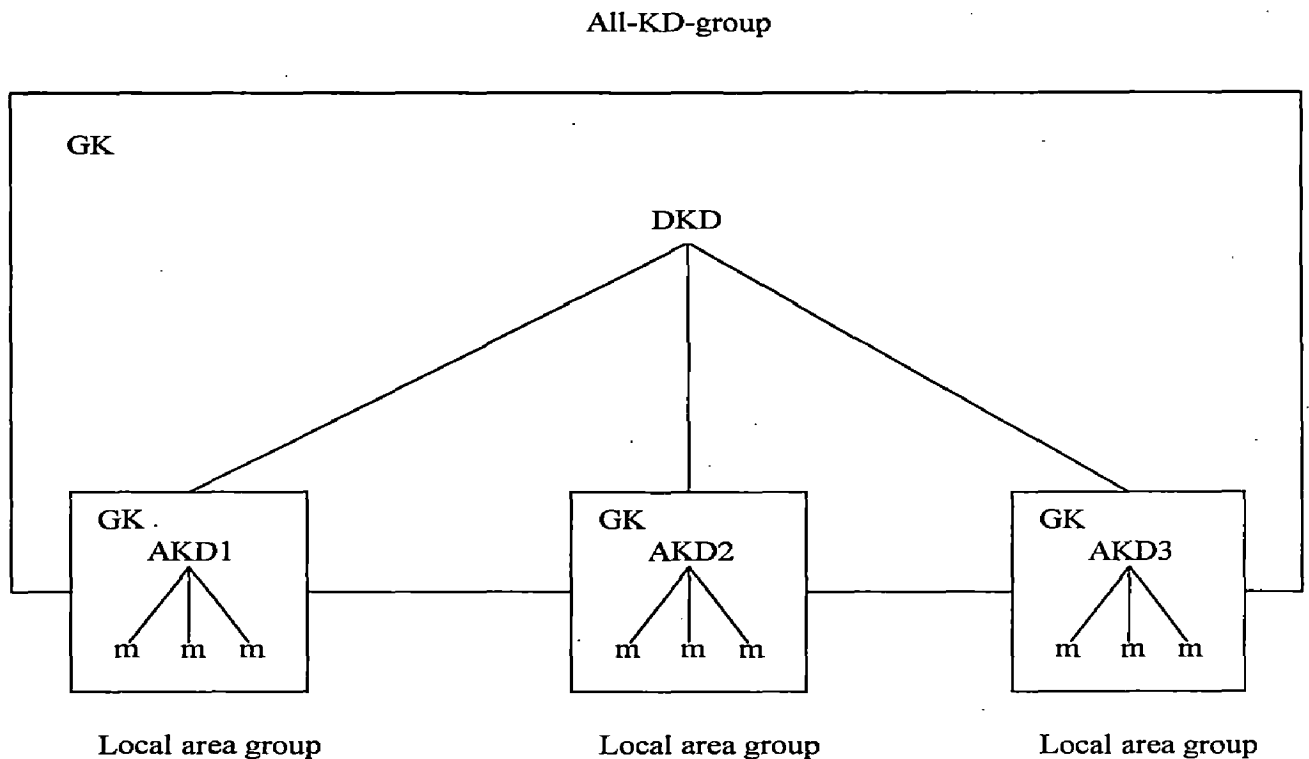 All-KD-group
GK
DKD
GK GK GK
AKD1 AKD2 AKD3
m m m m m m m m m
Local area group Local area group Local area group